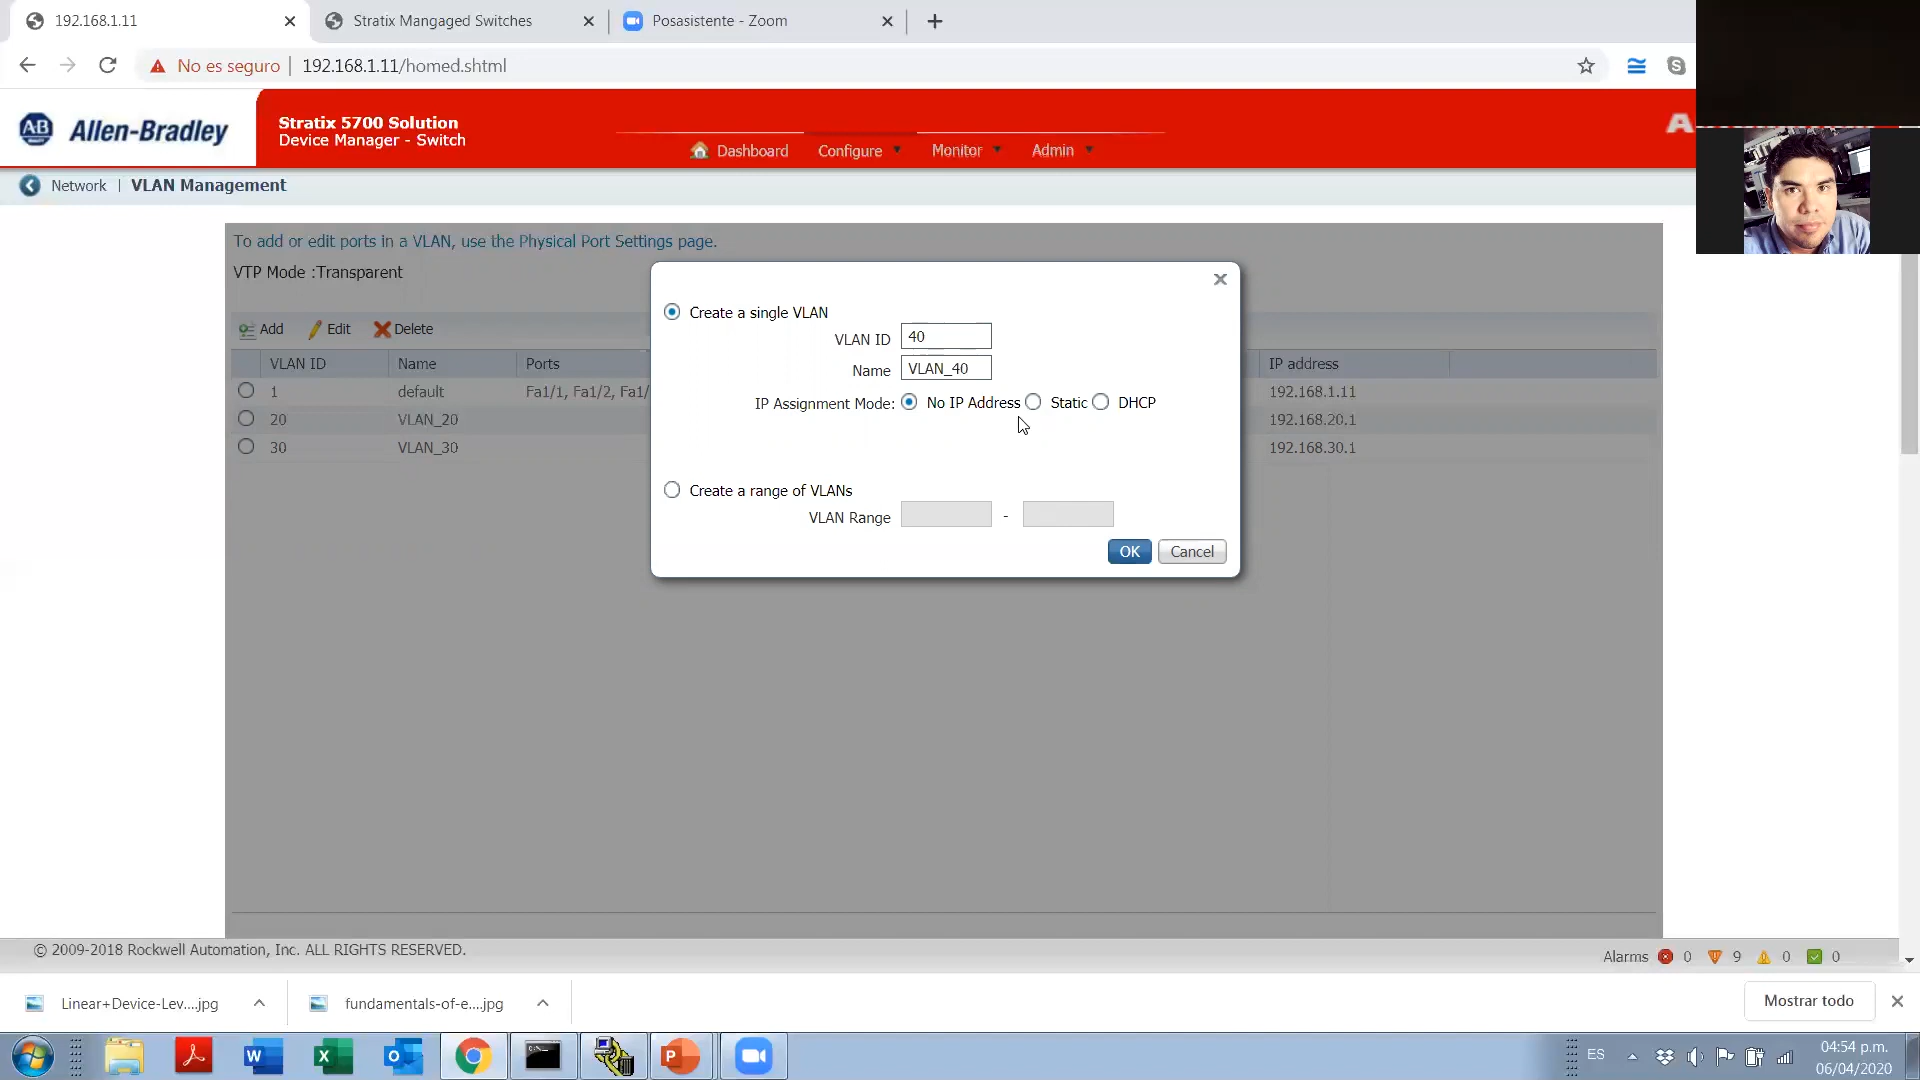 192.168.1.11
Stratix Mangaged Switches
Posasistente - Zoom
No es seguro | 192.168.1.11/homed.shtml
AB Allen-Bradley
Stratix 5700 Solution
Device Manager - Switch
Dashboard Configure Monitor Admin
A
Network | VLAN Management
To add or edit ports in a VLAN, use the Physical Port Settings page.
VTP Mode :Transparent
Add Edit Delete
VLAN ID Name Ports IP address
1 default Fa1/1, Fa1/2, Fa1/ 192.168.1.11
20 VLAN_20 192.168.20.1
30 VLAN_30 192.168.30.1
Create a single VLAN
VLAN ID 40
Name VLAN_40
IP Assignment Mode: No IP Address Static DHCP
Create a range of VLANs
VLAN Range -
OK Cancel
© 2009-2018 Rockwell Automation, Inc. ALL RIGHTS RESERVED.
Alarms 0 9 0 0
Linear+Device-Lev....jpg
fundamentals-of-e....jpg
Mostrar todo
ES
04:54 p.m.
06/04/2020